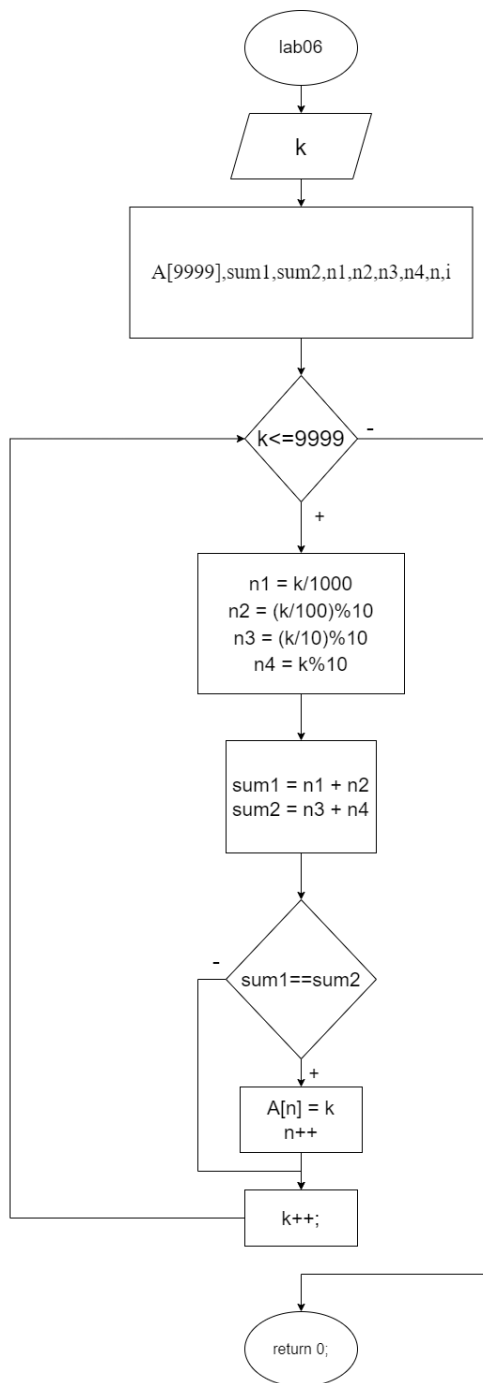 lab06
k
A[9999],sum1,sum2,n1,n2,n3,n4,n,i
k<=9999
-
+
n1 = k/1000
n2 = (k/100)%10
n3 = (k/10)%10
n4 = k%10
sum1 = n1 + n2
sum2 = n3 + n4
-
sum1==sum2
+
A[n] = k
n++
k++;
return 0;